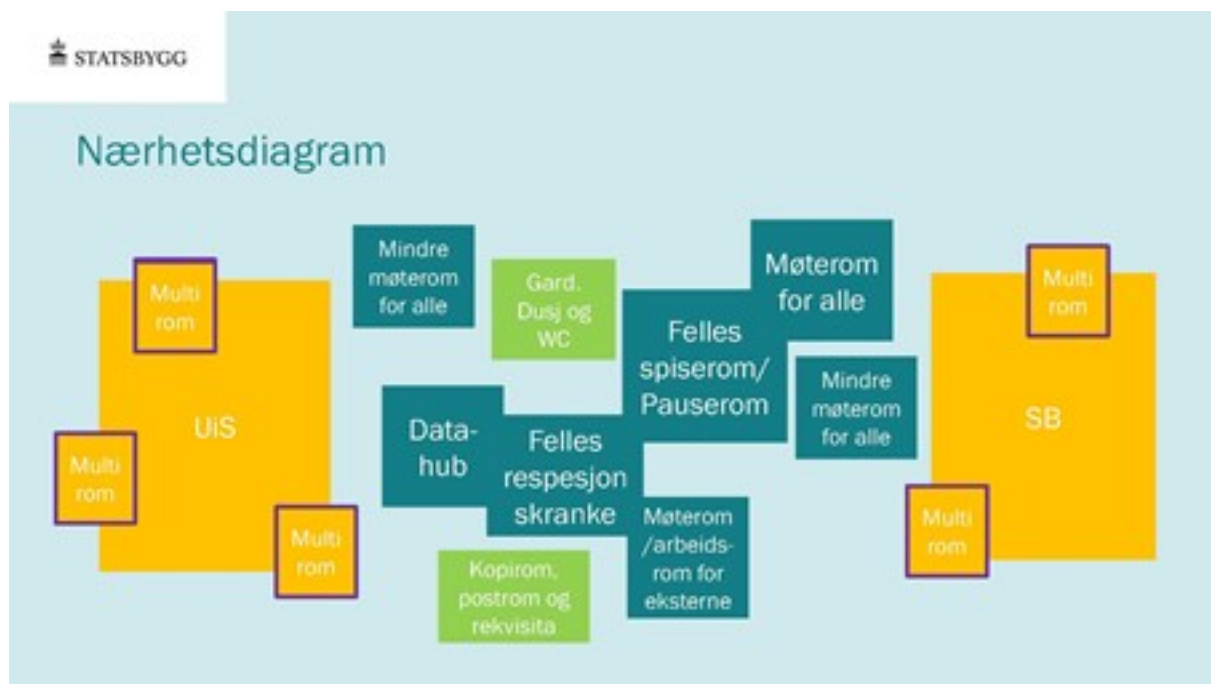 STATSBYGG
Nærhetsdiagram
Multi
rom
UiS
Multi
rom
Multi
rom
Mindre
møterom
for alle
Gard.
Dusj og
WC
Data-
hub
Felles
respesjon
skranke
Kopirom,
postrom og
rekvisita
Felles
spiserom/
Pauserom
Møterom
for alle
Mindre
møterom
for alle
Møterom
/arbeids-
rom for
eksterne
Multi
rom
SB
Multi
rom